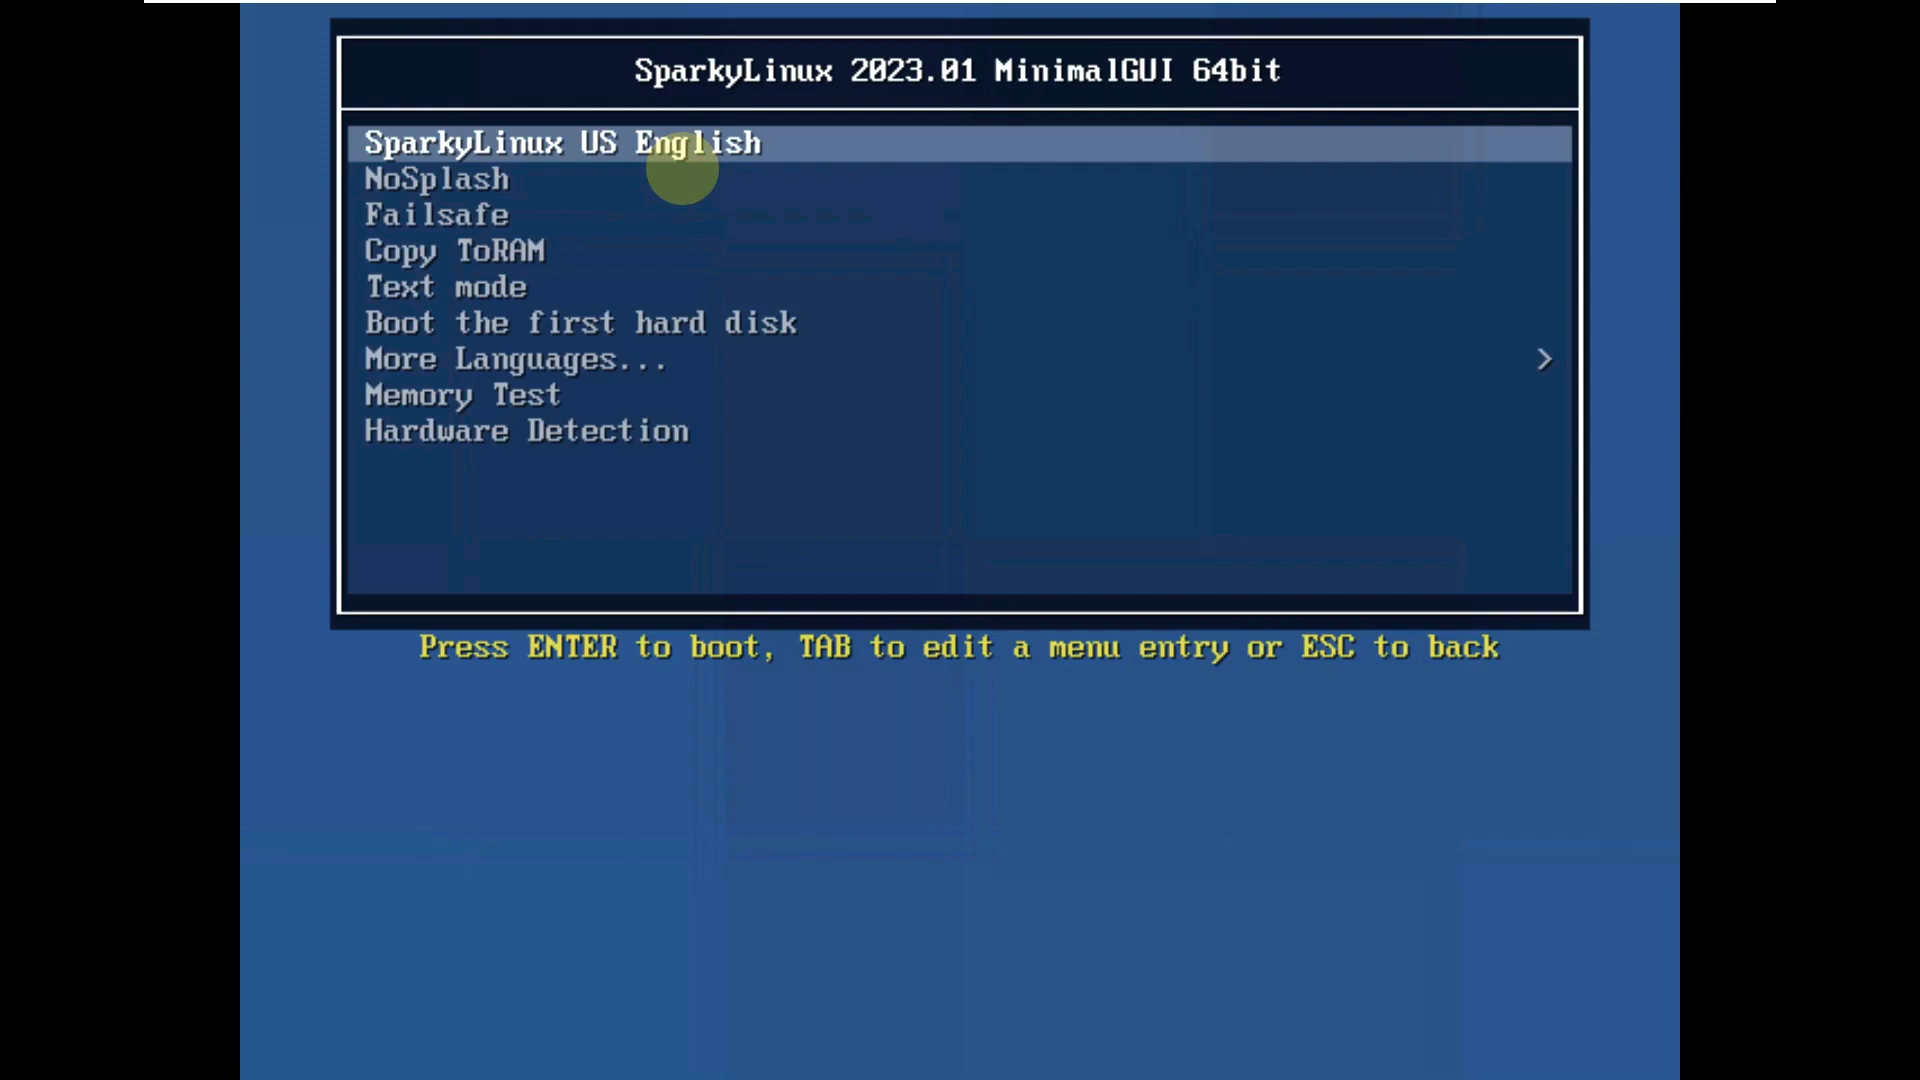 SparkyLinux 2023.01 MinimalGUI 64bit
SparkyLinux US English
NoSplash
Failsafe
Copy ToRAM
Text mode
Boot the first hard disk
More Languages... >
Memory Test
Hardware Detection
Press ENTER to boot, TAB to edit a menu entry or ESC to back